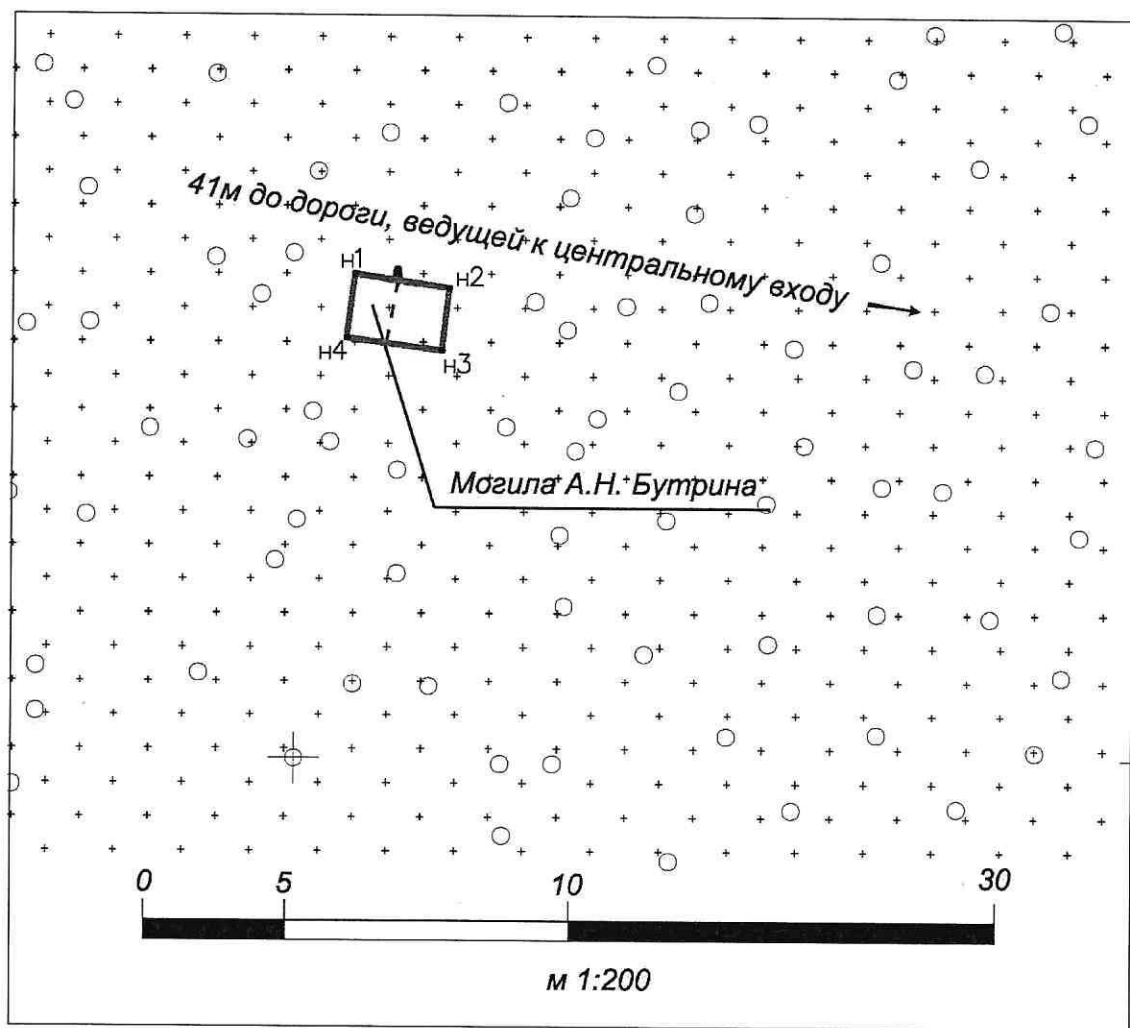 41м до дороги, ведущей к центральному входу
н1
н2
н4
н3
Могила А.Н. Бутрина
0 5 10 30
м 1:200